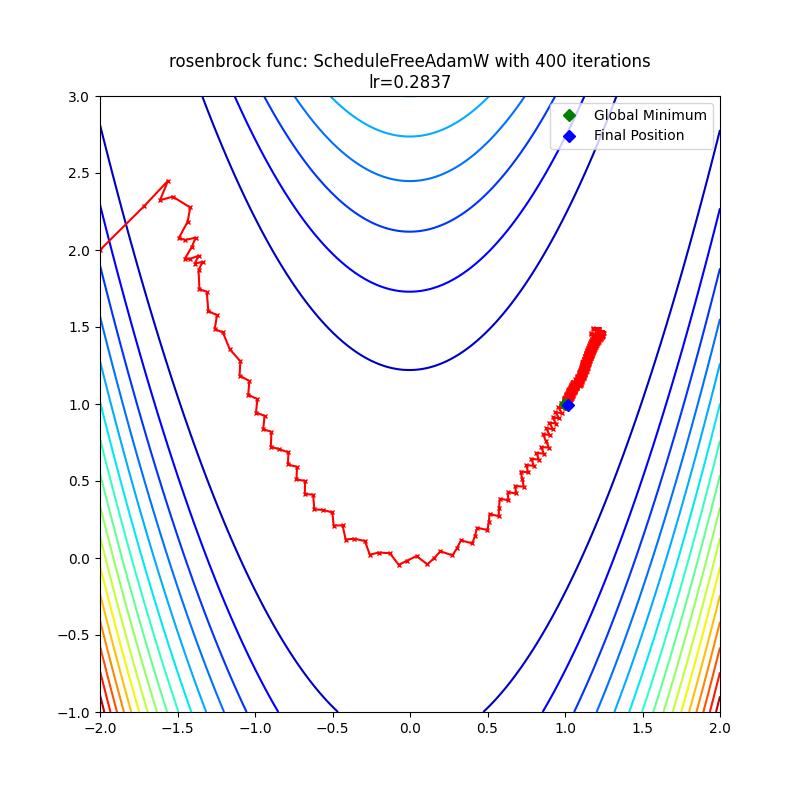 rosenbrock func: ScheduleFreeAdamW with 400 iterations
lr=0.2837
Global Minimum
Final Position
3.0
2.5
2.0
1.5
1.0
0.5
0.0
−0.5
−1.0
−2.0 −1.5 −1.0 −0.5 0.0 0.5 1.0 1.5 2.0